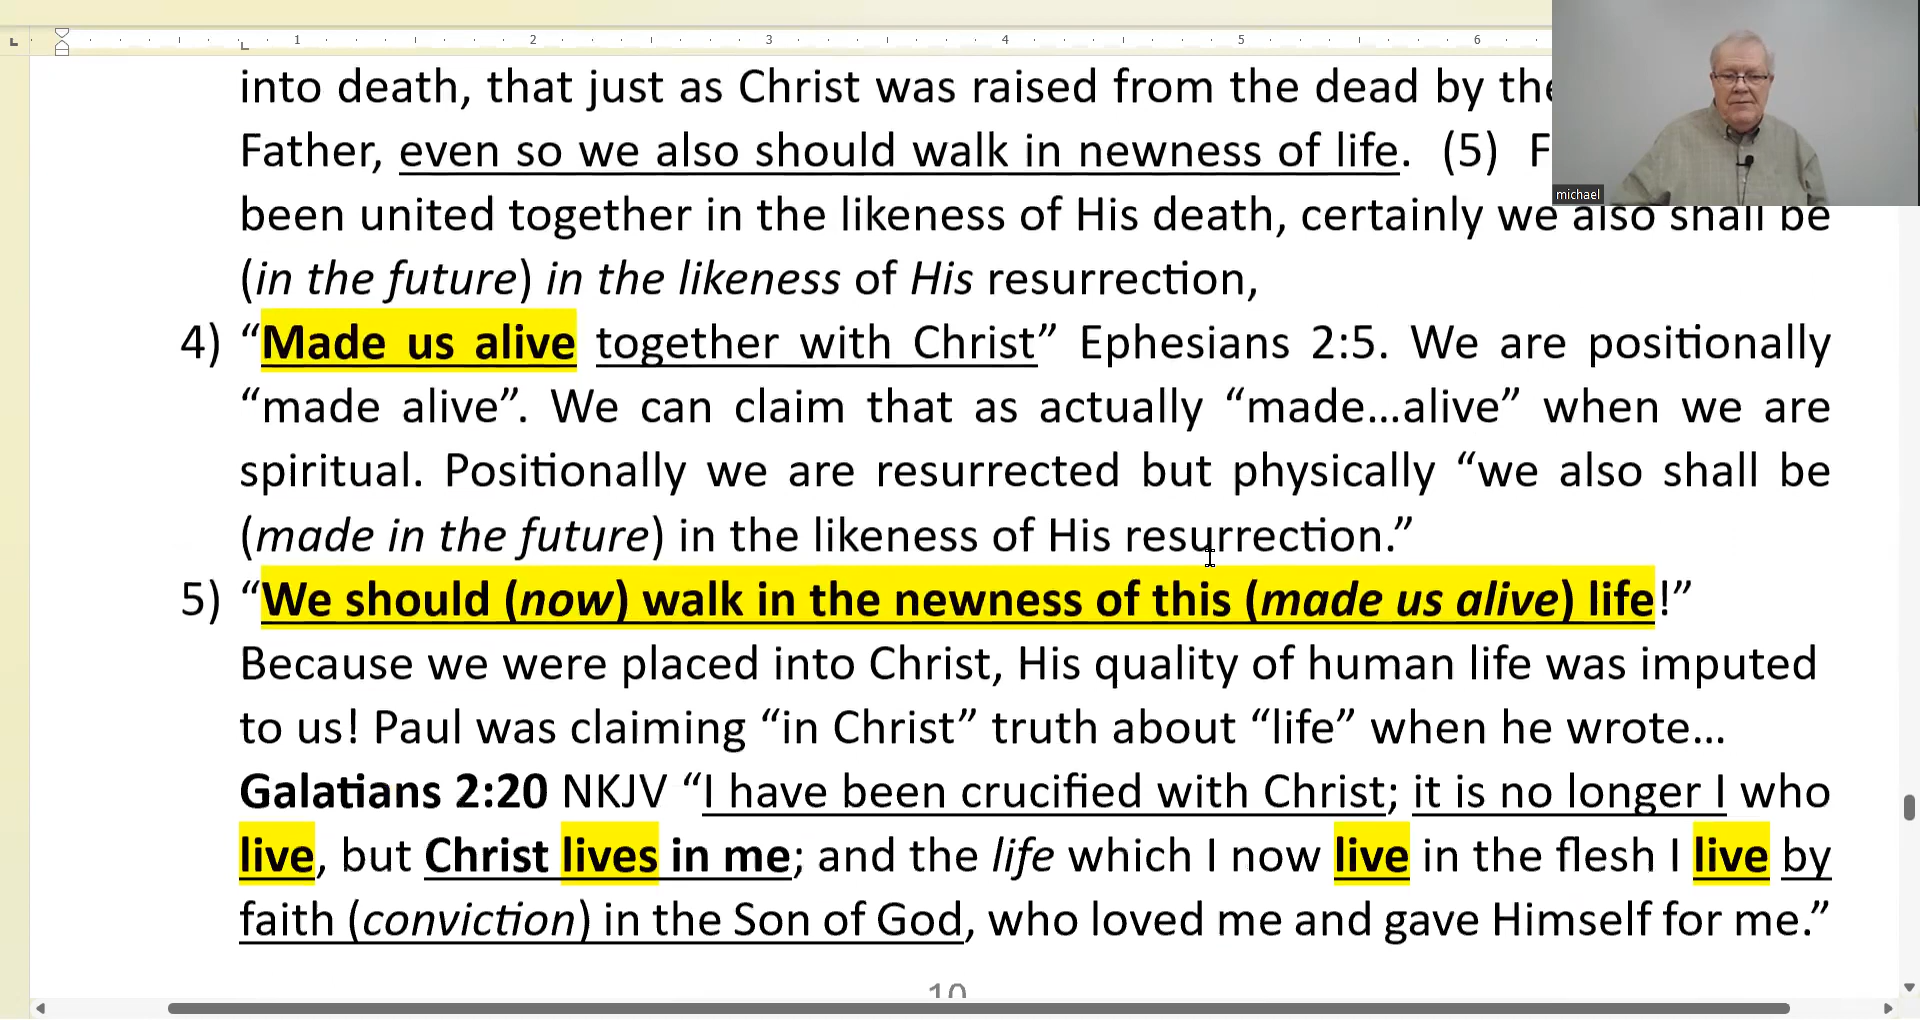 1 2 3 4 5 6
into death, that just as Christ was raised from the dead by the
Father, even so we also should walk in newness of life. (5) F
been united together in the likeness of His death, certainly we also shall be
(in the future) in the likeness of His resurrection,
4) “Made us alive together with Christ” Ephesians 2:5. We are positionally
“made alive”. We can claim that as actually “made…alive” when we are
spiritual. Positionally we are resurrected but physically “we also shall be
(made in the future) in the likeness of His resurrection.”
5) “We should (now) walk in the newness of this (made us alive) life!”
Because we were placed into Christ, His quality of human life was imputed
to us! Paul was claiming “in Christ” truth about “life” when he wrote…
Galatians 2:20 NKJV “I have been crucified with Christ; it is no longer I who
live, but Christ lives in me; and the life which I now live in the flesh I live by
faith (conviction) in the Son of God, who loved me and gave Himself for me.”
10
michael